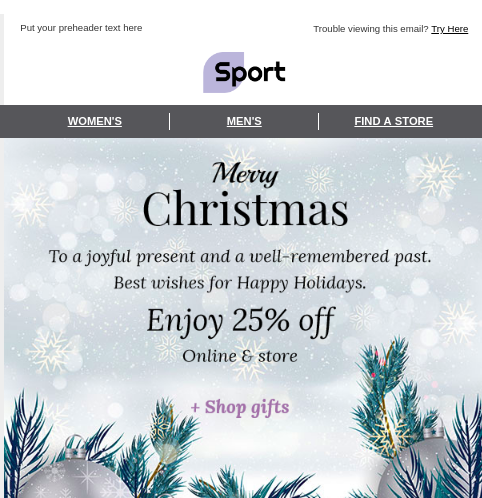 Put your preheader text here
Trouble viewing this email? Try Here
Sport
WOMEN'S
MEN'S
FIND A STORE
Merry
Christmas
To a joyful present and a well-remembered past.
Best wishes for Happy Holidays.
Enjoy 25% off
Online & store
+ Shop gifts